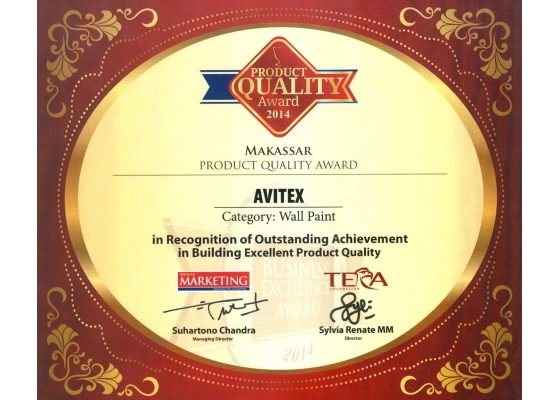 PRODUCT
QUALITY
Award
2014
MAKASSAR
PRODUCT QUALITY AWARD
AVITEX
Category: Wall Paint
in Recognition of Outstanding Achievement
in Building Excellent Product Quality
BUSINESS
EXCELLENCE
AWARD
MARKETING
TERA
FOUNDATION
Suhartono Chandra
Managing Director
Sylvia Renate MM
Director
2014